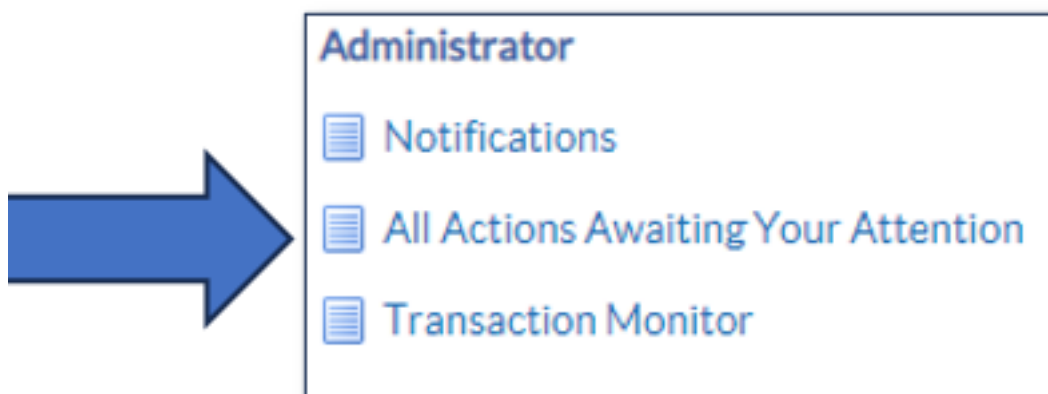 Administrator
Notifications
All Actions Awaiting Your Attention
Transaction Monitor